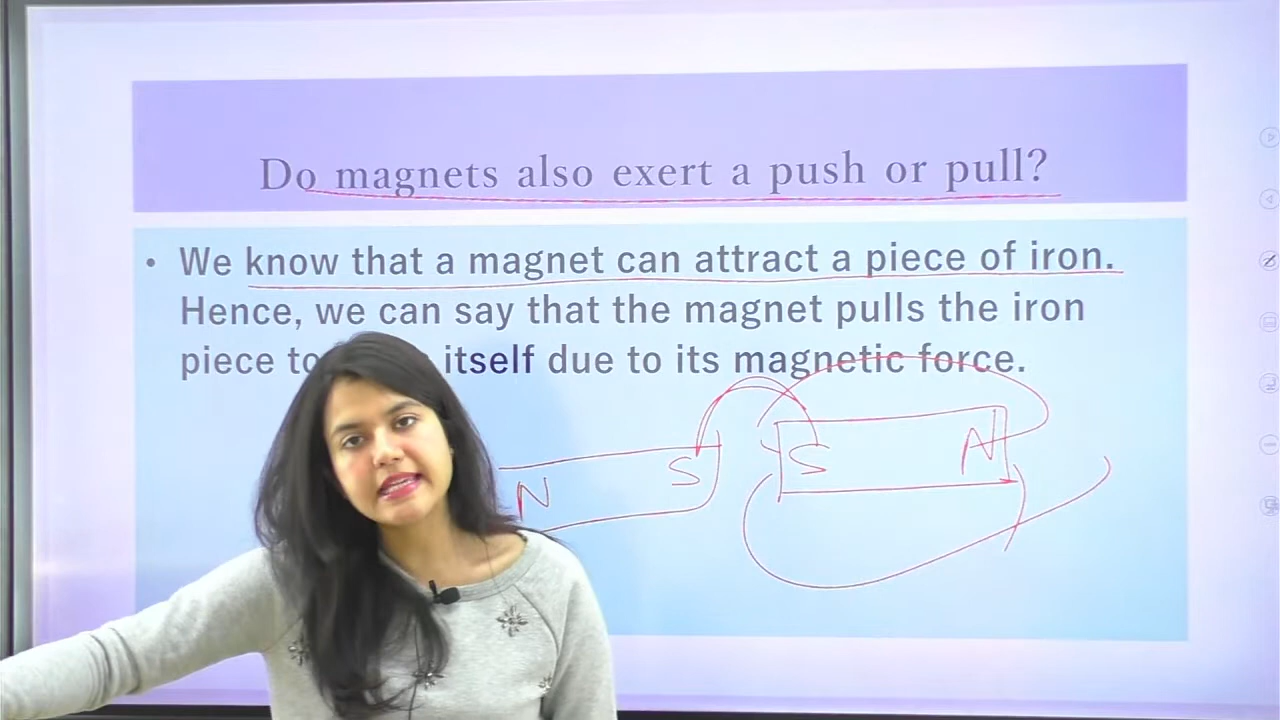 Do magnets also exert a push or pull?
• We know that a magnet can attract a piece of iron.
Hence, we can say that the magnet pulls the iron
piece itself due to its magnetic force.
N S S N